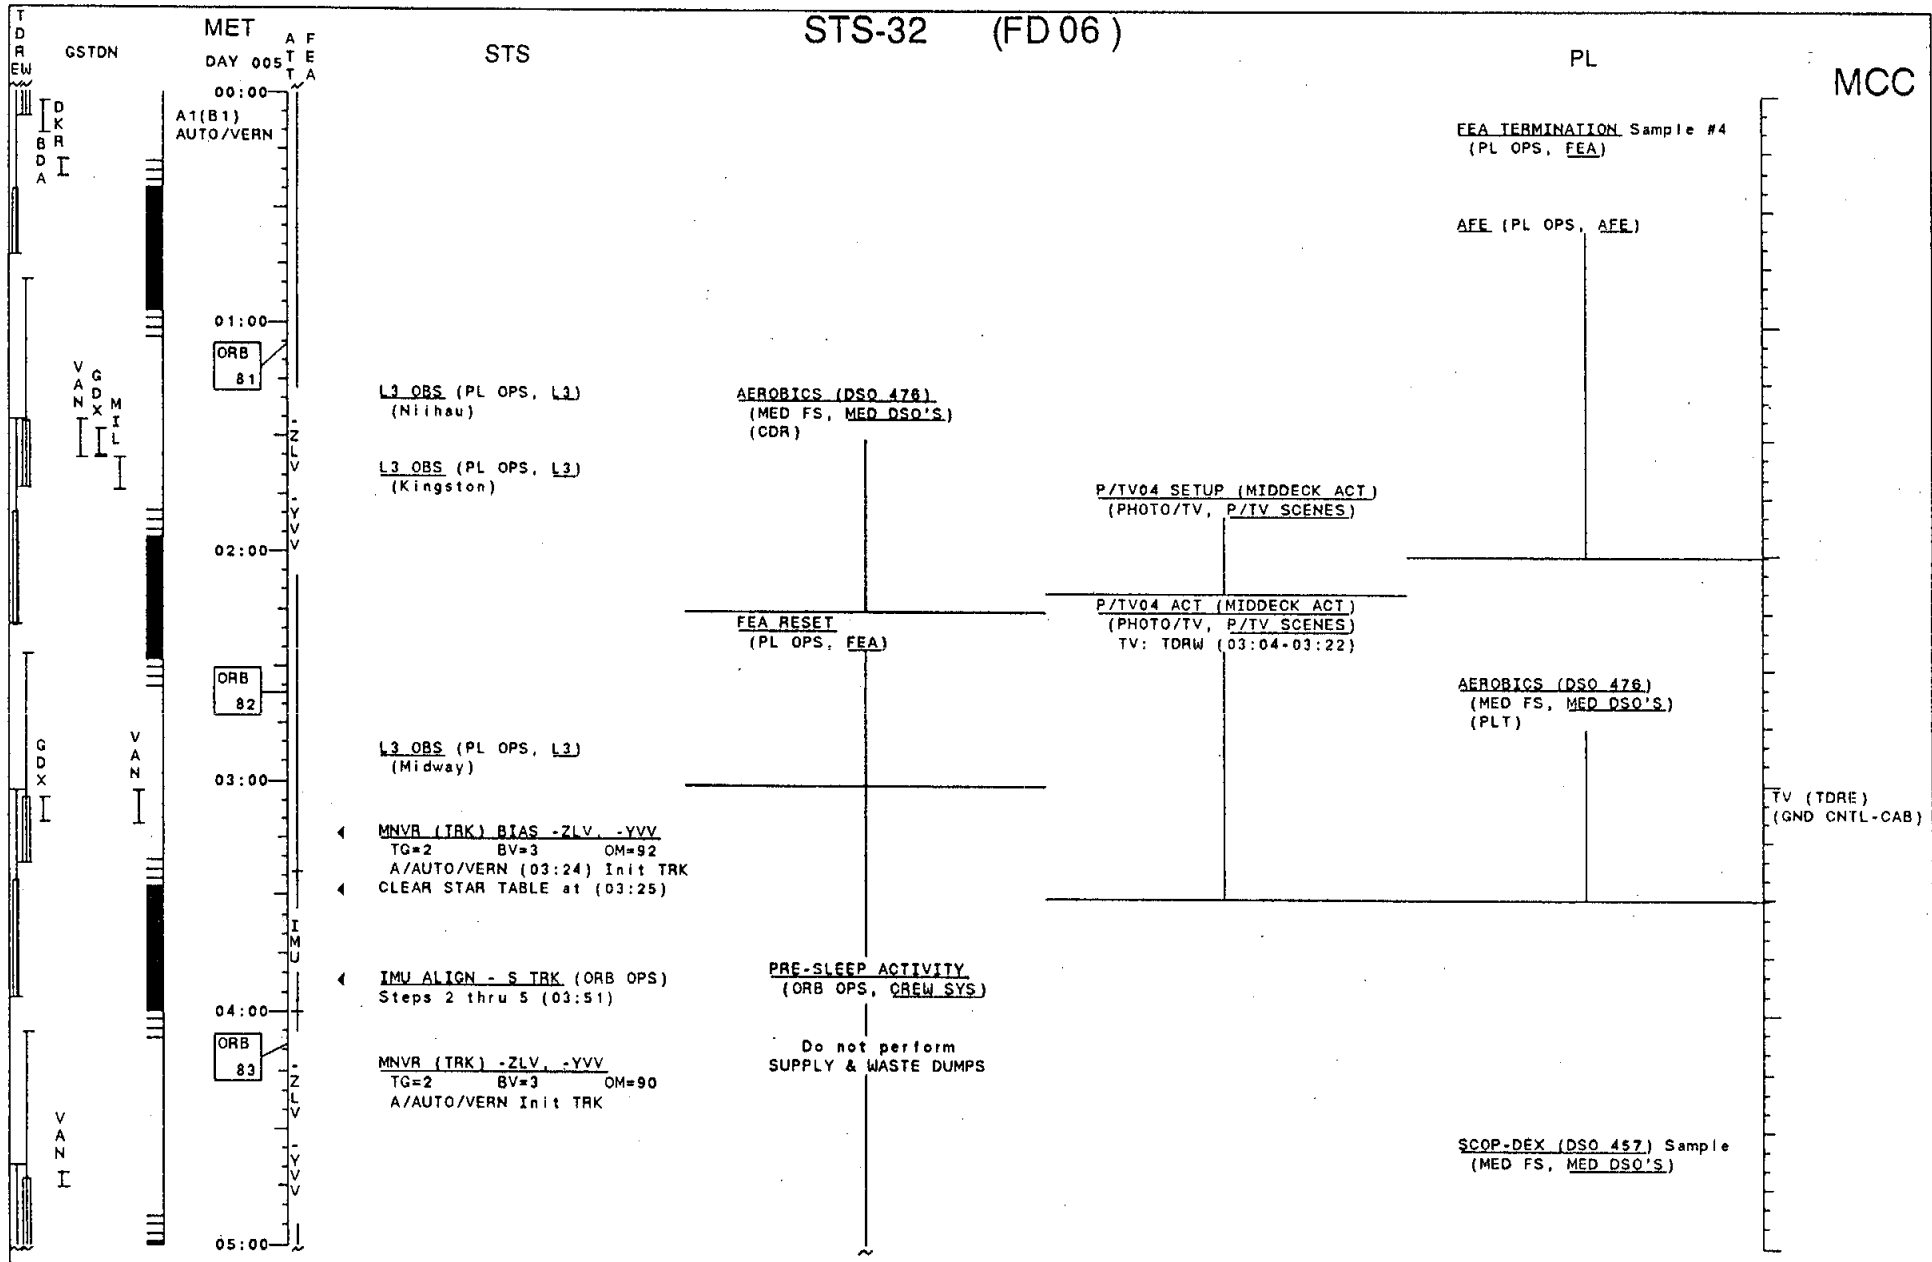 STS-32 (FD 06)
TDRE W
GSTDN
MET
DAY 005
ATT
FEA
STS
PL
MCC
00:00
A1(B1)
AUTO/VERN
DKR
BDA
FEA TERMINATION Sample #4
(PL OPS, FEA)
AFE (PL OPS, AFE)
01:00
ORB
81
VAN
GDX
MIL
-ZLV -YVV
L3 OBS (PL OPS, L3)
(Niihau)
AEROBICS (DSO 476)
(MED FS, MED DSO'S)
(CDR)
L3 OBS (PL OPS, L3)
(Kingston)
P/TV04 SETUP (MIDDECK ACT)
(PHOTO/TV, P/TV SCENES)
02:00
P/TV04 ACT (MIDDECK ACT)
(PHOTO/TV, P/TV SCENES)
TV: TDRW (03:04-03:22)
FEA RESET
(PL OPS, FEA)
ORB
82
AEROBICS (DSO 476)
(MED FS, MED DSO'S)
(PLT)
GDX
VAN
L3 OBS (PL OPS, L3)
(Midway)
03:00
TV (TDRE)
(GND CNTL-CAB)
MNVR (TRK) BIAS -ZLV, -YVV
TG=2 BV=3 OM=92
A/AUTO/VERN (03:24) Init TRK
CLEAR STAR TABLE at (03:25)
IMU
IMU ALIGN - S TRK (ORB OPS)
Steps 2 thru 5 (03:51)
PRE-SLEEP ACTIVITY
(ORB OPS, CREW SYS)
04:00
ORB
83
Do not perform
SUPPLY & WASTE DUMPS
MNVR (TRK) -ZLV, -YVV
TG=2 BV=3 OM=90
A/AUTO/VERN Init TRK
-ZLV -YVV
VAN
SCOP-DEX (DSO 457) Sample
(MED FS, MED DSO'S)
05:00